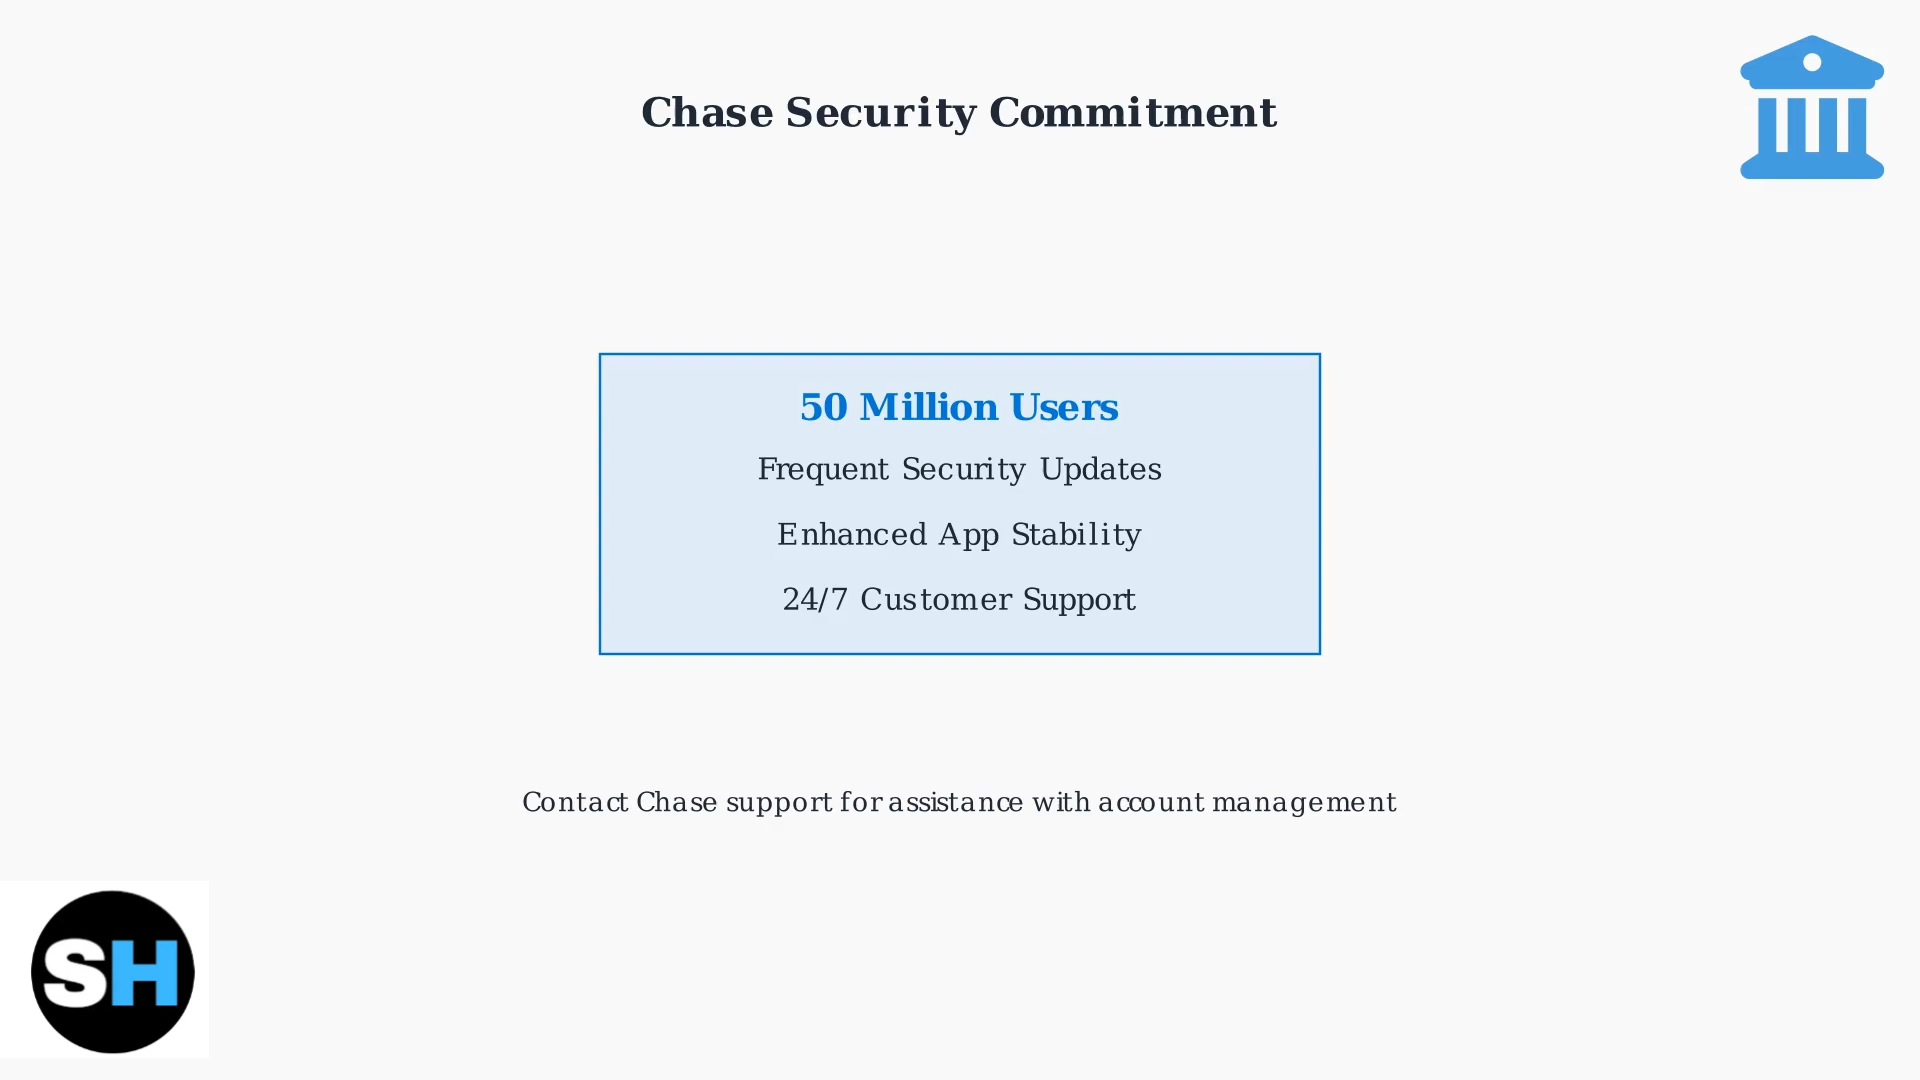 Chase Security Commitment
50 Million Users
Frequent Security Updates
Enhanced App Stability
24/7 Customer Support
Contact Chase support for assistance with account management
SH